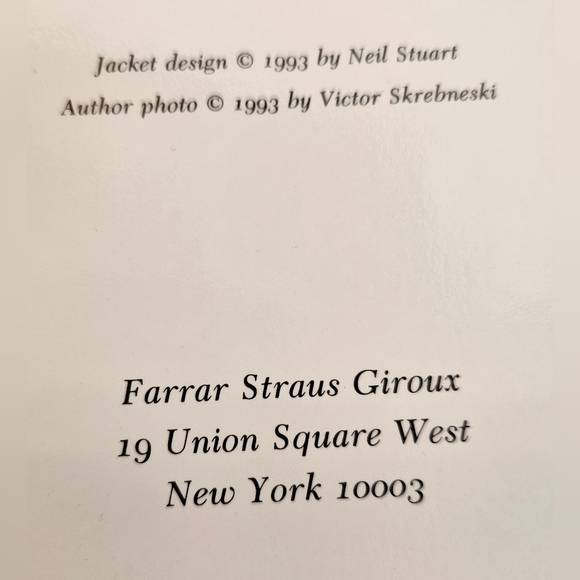 Jacket design © 1993 by Neil Stuart
Author photo © 1993 by Victor Skrebneski
Farrar Straus Giroux
19 Union Square West
New York 10003